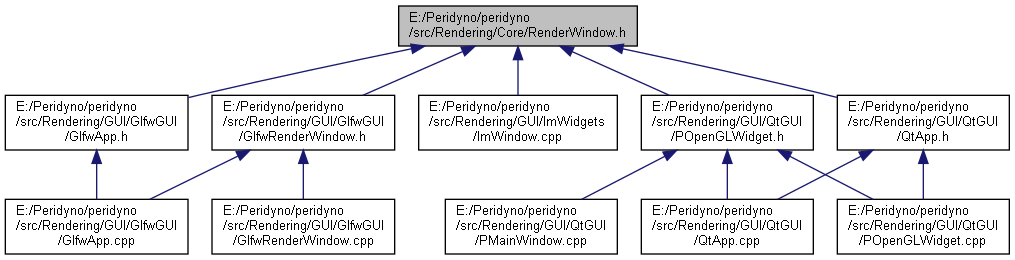 E:/Peridyno/peridyno
/src/Rendering/Core/RenderWindow.h
E:/Peridyno/peridyno
/src/Rendering/GUI/GlfwGUI
/GlfwApp.h
E:/Peridyno/peridyno
/src/Rendering/GUI/GlfwGUI
/GlfwRenderWindow.h
E:/Peridyno/peridyno
/src/Rendering/GUI/ImWidgets
/ImWindow.cpp
E:/Peridyno/peridyno
/src/Rendering/GUI/QtGUI
/POpenGLWidget.h
E:/Peridyno/peridyno
/src/Rendering/GUI/QtGUI
/QtApp.h
E:/Peridyno/peridyno
/src/Rendering/GUI/GlfwGUI
/GlfwApp.cpp
E:/Peridyno/peridyno
/src/Rendering/GUI/GlfwGUI
/GlfwRenderWindow.cpp
E:/Peridyno/peridyno
/src/Rendering/GUI/QtGUI
/PMainWindow.cpp
E:/Peridyno/peridyno
/src/Rendering/GUI/QtGUI
/QtApp.cpp
E:/Peridyno/peridyno
/src/Rendering/GUI/QtGUI
/POpenGLWidget.cpp